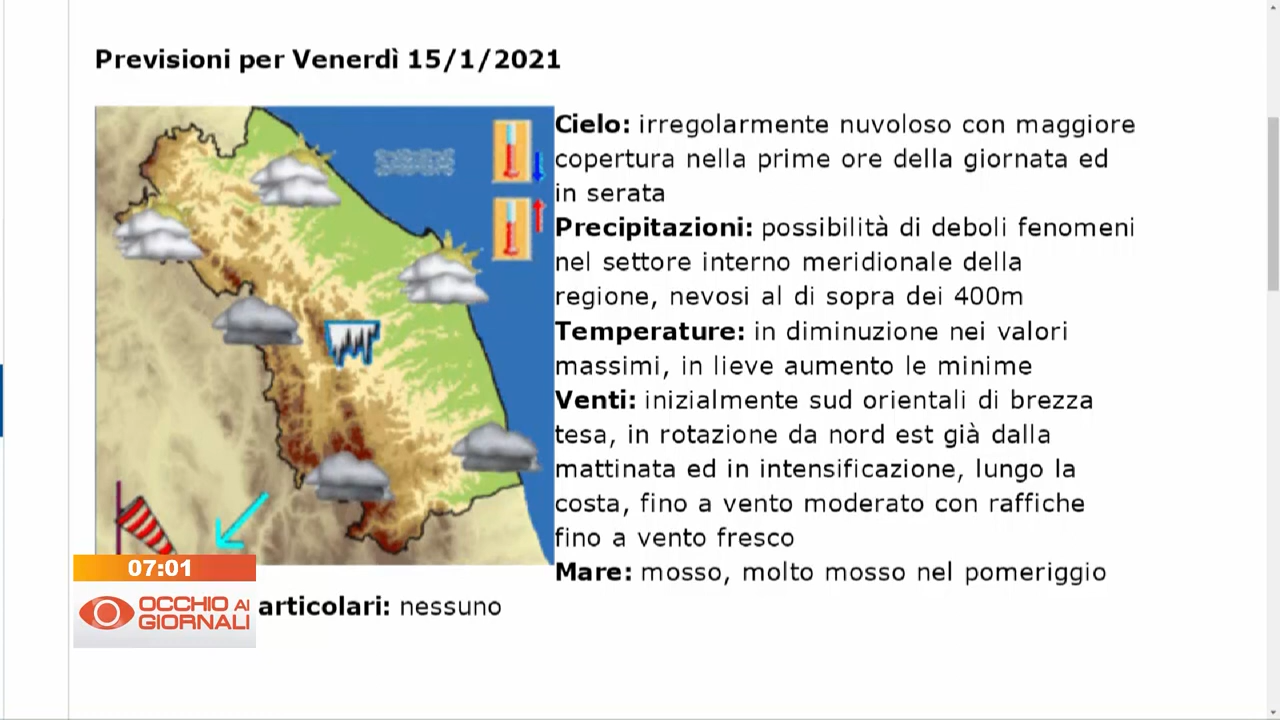 Previsioni per Venerdì 15/1/2021
Cielo: irregolarmente nuvoloso con maggiore
copertura nella prime ore della giornata ed
in serata
Precipitazioni: possibilità di deboli fenomeni
nel settore interno meridionale della
regione, nevosi al di sopra dei 400m
Temperature: in diminuzione nei valori
massimi, in lieve aumento le minime
Venti: inizialmente sud orientali di brezza
tesa, in rotazione da nord est già dalla
mattinata ed in intensificazione, lungo la
costa, fino a vento moderato con raffiche
fino a vento fresco
Mare: mosso, molto mosso nel pomeriggio
articolari: nessuno
07:01
OCCHIO AI
GIORNALI